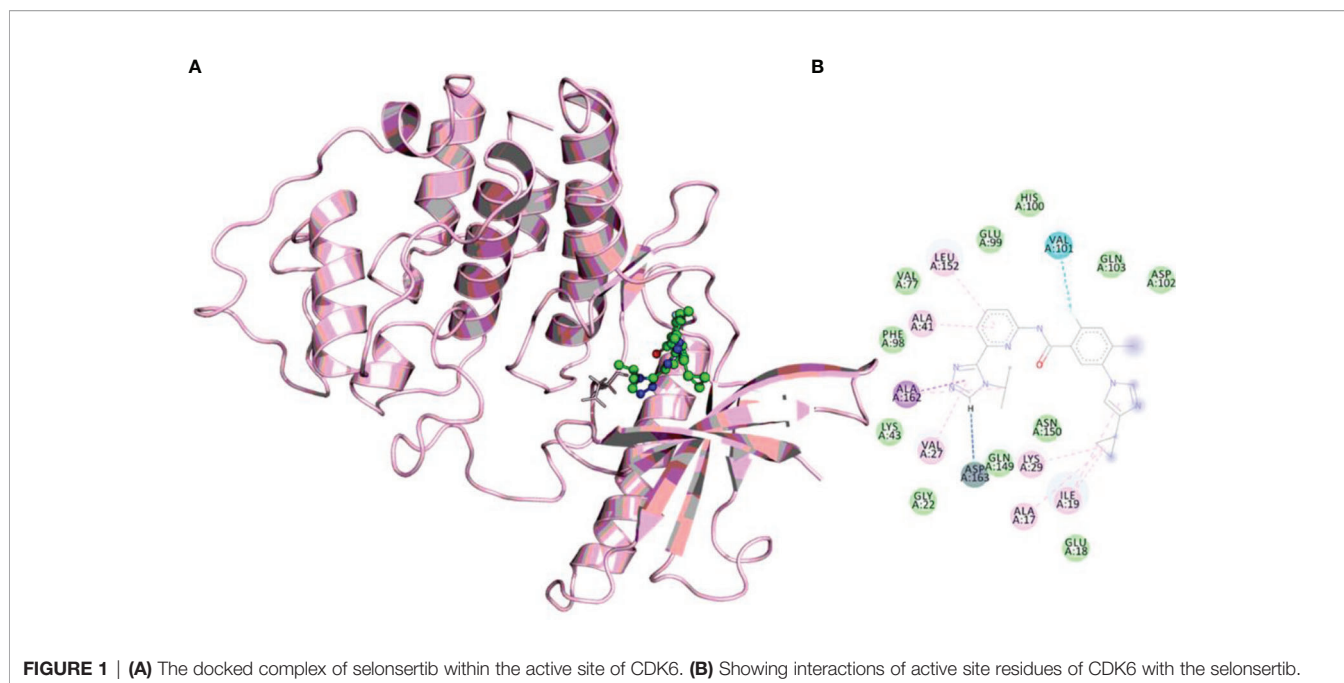 A
B
HIS
A:100
GLU
A:99
VAL
A:101
LEU
A:152
GLN
A:103
ASP
A:102
VAL
A:77
ALA
A:41
PHE
A:98
N
N
O
N
N
N
N
N
N
ALA
A:162
H
LYS
A:43
VAL
A:27
ASN
A:150
GLN
A:149
LYS
A:29
ASP
A:163
GLY
A:22
ALA
A:17
ILE
A:19
GLU
A:18
FIGURE 1 | (A) The docked complex of selonsertib within the active site of CDK6. (B) Showing interactions of active site residues of CDK6 with the selonsertib.